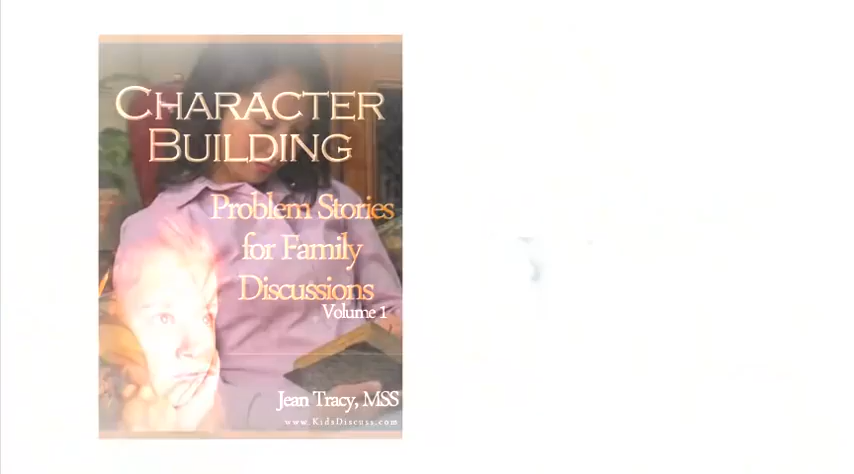 CHARACTER
BUILDING
Problem Stories
for Family
Discussions
Volume 1
Jean Tracy, MSS
www.KidsDiscuss.com